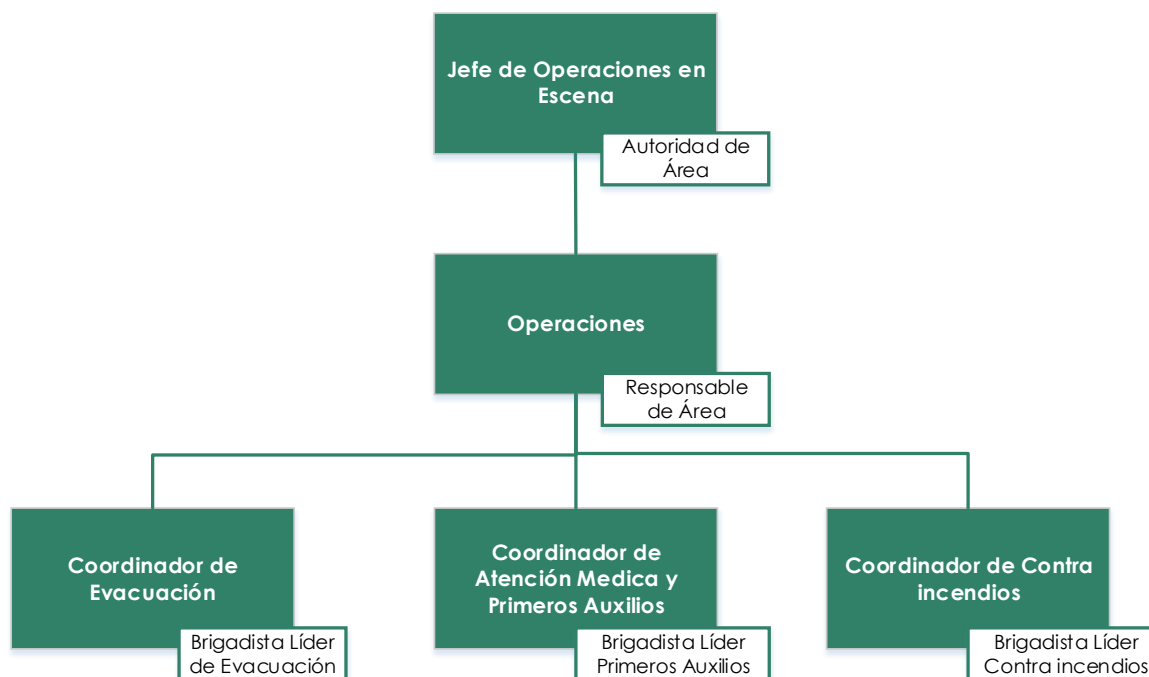 Jefe de Operaciones en
Escena
Autoridad de
Área
Operaciones
Responsable
de Área
Coordinador de
Evacuación
Brigadista Líder
de Evacuación
Coordinador de
Atención Medica y
Primeros Auxilios
Brigadista Líder
Primeros Auxilios
Coordinador de Contra
incendios
Brigadista Líder
Contra incendios